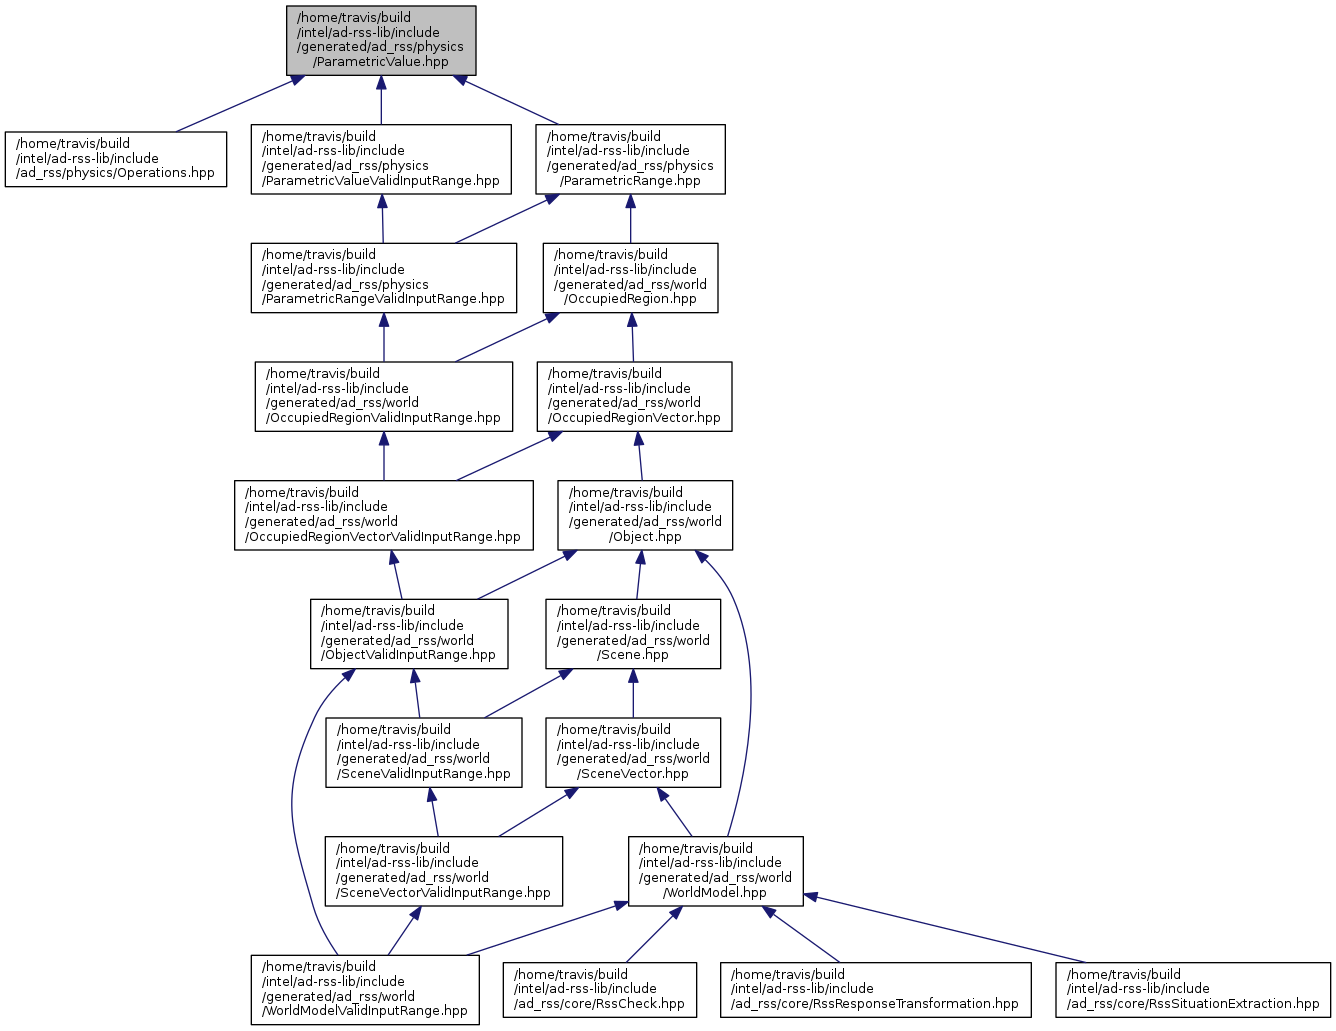 /home/travis/build
/intel/ad-rss-lib/include
/generated/ad_rss/physics
/ParametricValue.hpp
/home/travis/build
/intel/ad-rss-lib/include
/ad_rss/physics/Operations.hpp
/home/travis/build
/intel/ad-rss-lib/include
/generated/ad_rss/physics
/ParametricValueValidInputRange.hpp
/home/travis/build
/intel/ad-rss-lib/include
/generated/ad_rss/physics
/ParametricRange.hpp
/home/travis/build
/intel/ad-rss-lib/include
/generated/ad_rss/physics
/ParametricRangeValidInputRange.hpp
/home/travis/build
/intel/ad-rss-lib/include
/generated/ad_rss/world
/OccupiedRegion.hpp
/home/travis/build
/intel/ad-rss-lib/include
/generated/ad_rss/world
/OccupiedRegionValidInputRange.hpp
/home/travis/build
/intel/ad-rss-lib/include
/generated/ad_rss/world
/OccupiedRegionVector.hpp
/home/travis/build
/intel/ad-rss-lib/include
/generated/ad_rss/world
/OccupiedRegionVectorValidInputRange.hpp
/home/travis/build
/intel/ad-rss-lib/include
/generated/ad_rss/world
/Object.hpp
/home/travis/build
/intel/ad-rss-lib/include
/generated/ad_rss/world
/ObjectValidInputRange.hpp
/home/travis/build
/intel/ad-rss-lib/include
/generated/ad_rss/world
/Scene.hpp
/home/travis/build
/intel/ad-rss-lib/include
/generated/ad_rss/world
/SceneValidInputRange.hpp
/home/travis/build
/intel/ad-rss-lib/include
/generated/ad_rss/world
/SceneVector.hpp
/home/travis/build
/intel/ad-rss-lib/include
/generated/ad_rss/world
/SceneVectorValidInputRange.hpp
/home/travis/build
/intel/ad-rss-lib/include
/generated/ad_rss/world
/WorldModel.hpp
/home/travis/build
/intel/ad-rss-lib/include
/generated/ad_rss/world
/WorldModelValidInputRange.hpp
/home/travis/build
/intel/ad-rss-lib/include
/ad_rss/core/RssCheck.hpp
/home/travis/build
/intel/ad-rss-lib/include
/ad_rss/core/RssResponseTransformation.hpp
/home/travis/build
/intel/ad-rss-lib/include
/ad_rss/core/RssSituationExtraction.hpp